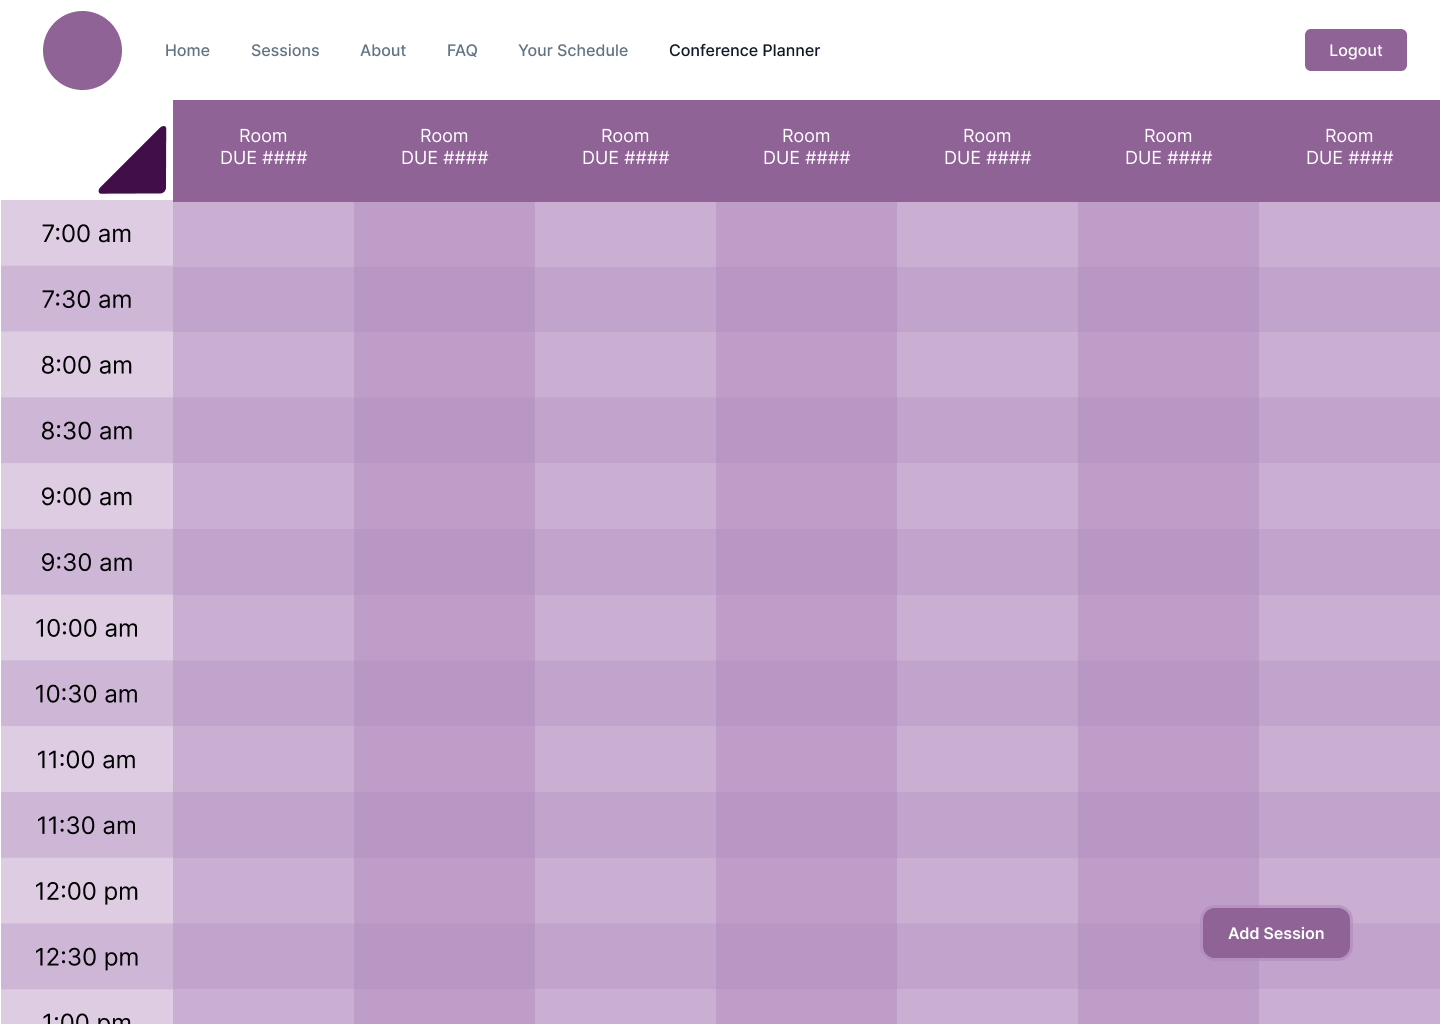 Home Sessions About FAQ Your Schedule Conference Planner Logout
Room Room Room Room Room Room Room
DUE #### DUE #### DUE #### DUE #### DUE #### DUE #### DUE ####
7:00 am
7:30 am
8:00 am
8:30 am
9:00 am
9:30 am
10:00 am
10:30 am
11:00 am
11:30 am
12:00 pm
Add Session
12:30 pm
1:00 pm